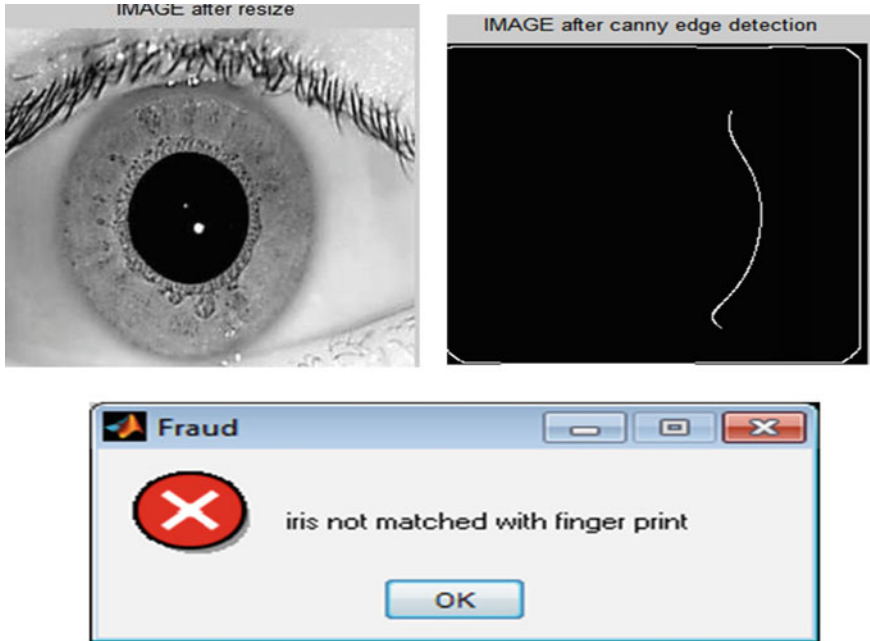 IMAGE after resize
IMAGE after canny edge detection
Fraud
iris not matched with finger print
OK